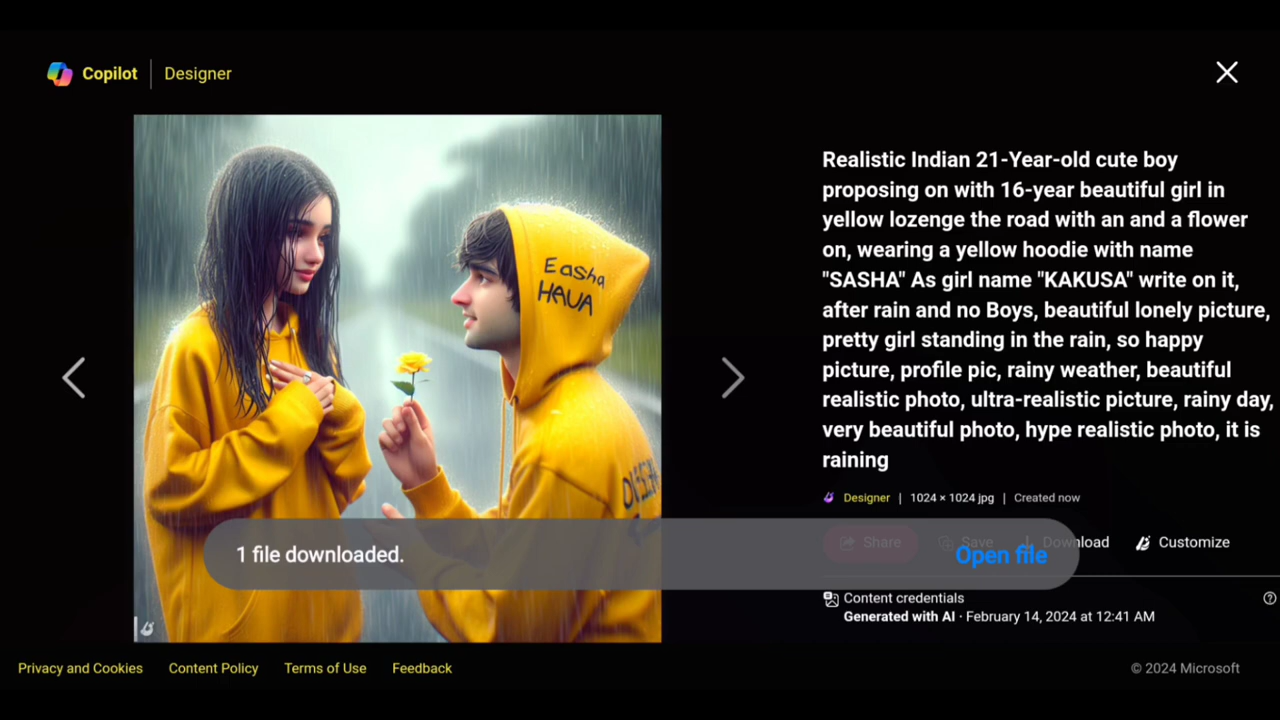 Copilot | Designer
Realistic Indian 21-Year-old cute boy
proposing on with 16-year beautiful girl in
yellow lozenge the road with an and a flower
on, wearing a yellow hoodie with name
"SASHA" As girl name "KAKUSA" write on it,
after rain and no Boys, beautiful lonely picture,
pretty girl standing in the rain, so happy
picture, profile pic, rainy weather, beautiful
realistic photo, ultra-realistic picture, rainy day,
very beautiful photo, hype realistic photo, it is
raining
Easha
HAUA
Designer | 1024 × 1024 jpg | Created now
Share Save Download Customize
1 file downloaded. Open file
Content credentials
Generated with AI · February 14, 2024 at 12:41 AM
Privacy and Cookies Content Policy Terms of Use Feedback © 2024 Microsoft